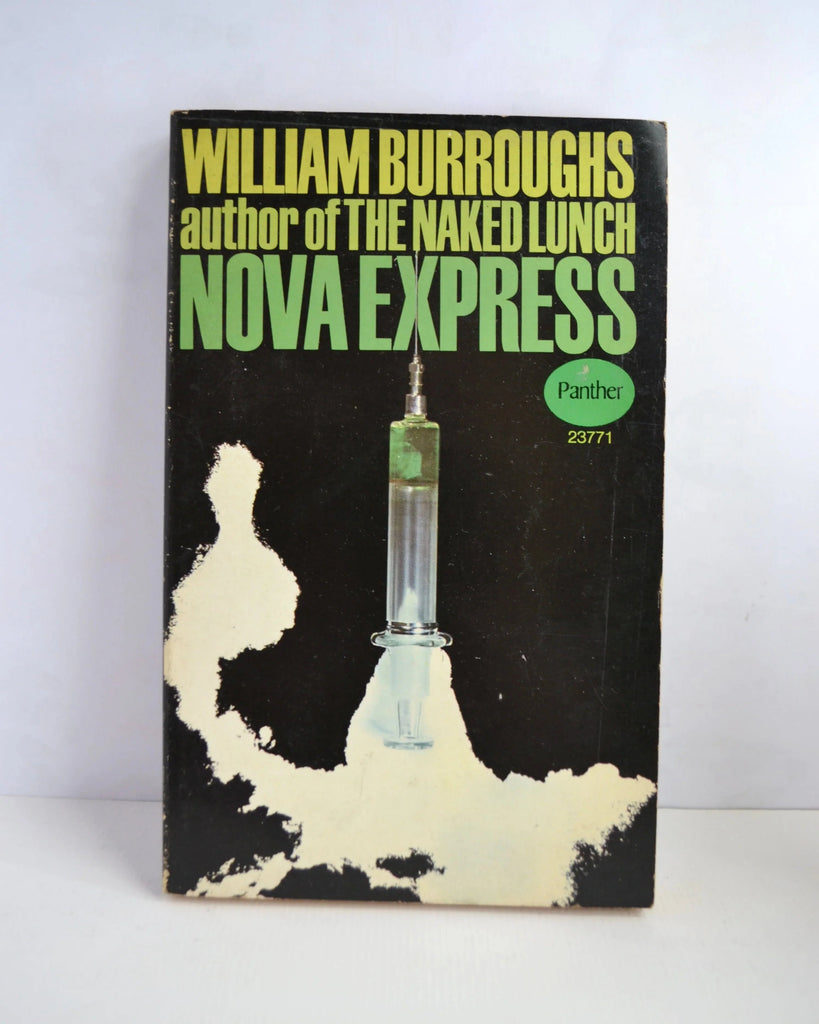 WILLIAM BURROUGHS
author of THE NAKED LUNCH
NOVA EXPRESS
Panther
23771